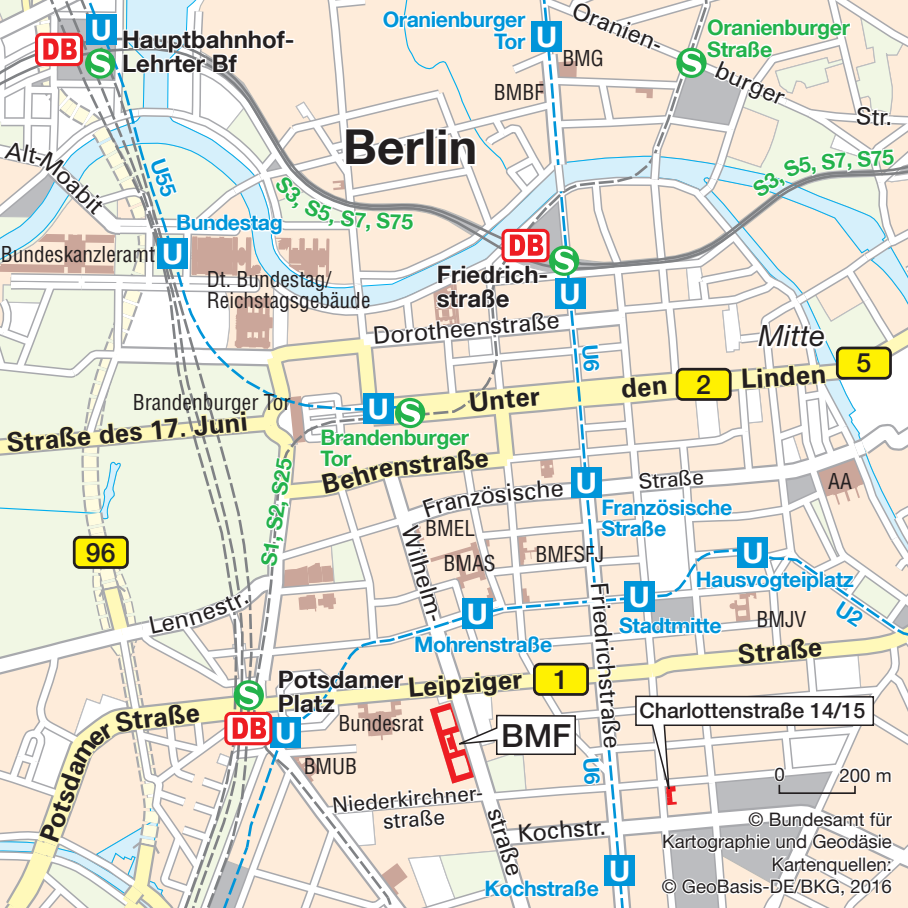 U
DB
Hauptbahnhof-
Lehrter Bf
S
Oranienburger
Tor
U
BMG
BMBF
Oranien-
burger
Str.
Oranienburger
Straße
S
Berlin
Alt-Moabit
U55
S3, S5, S7, S75
S3, S5, S7, S75
Bundestag
U
Bundeskanzleramt
Dt. Bundestag/
Reichstagsgebäude
DB
S
Friedrich-
straße
U
Dorotheenstraße
U6
Mitte
5
Unter
den
2
Linden
Brandenburger Tor
U
S
Brandenburger
Tor
Straße des 17. Juni
Behrenstraße
S1, S2, S25
Französische
Straße
U
Französische
Straße
AA
96
BMEL
BMAS
BMFSFJ
Wilhelm-
straße
U
Hausvogteiplatz
U2
Lennestr.
U
Mohrenstraße
Friedrichstraße
U
Stadtmitte
BMJV
S
Potsdamer
Platz
DB
U
Leipziger
1
Straße
Potsdamer Straße
Bundesrat
BMF
BMUB
Charlottenstraße 14/15
U6
Niederkirchner-
straße
Kochstr.
U
Kochstraße
0 200 m
© Bundesamt für
Kartographie und Geodäsie
Kartenquellen:
© GeoBasis-DE/BKG, 2016